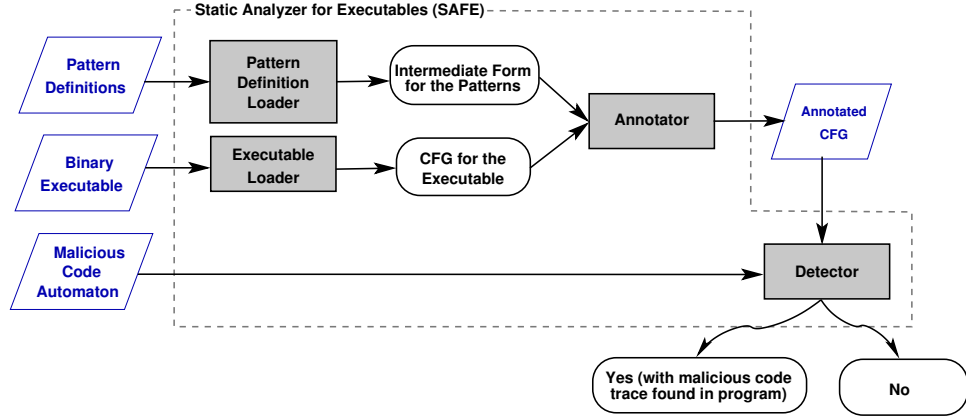 Static Analyzer for Executables (SAFE)
Pattern
Definitions
Pattern
Definition
Loader
Intermediate Form
for the Patterns
Annotator
Annotated
CFG
Binary
Executable
Executable
Loader
CFG for the
Executable
Malicious
Code
Automaton
Detector
Yes (with malicious code
trace found in program)
No